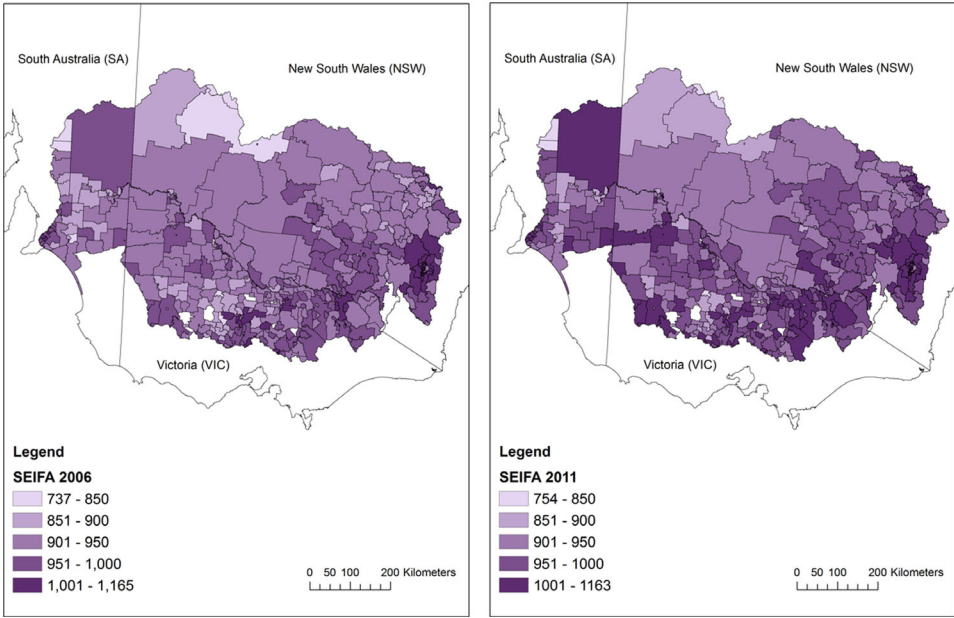 South Australia (SA)
New South Wales (NSW)
Victoria (VIC)
Legend
SEIFA 2006
737 - 850
851 - 900
901 - 950
951 - 1,000
1,001 - 1,165
0 50 100 200 Kilometers
South Australia (SA)
New South Wales (NSW)
Victoria (VIC)
Legend
SEIFA 2011
754 - 850
851 - 900
901 - 950
951 - 1000
1001 - 1163
0 50 100 200 Kilometers